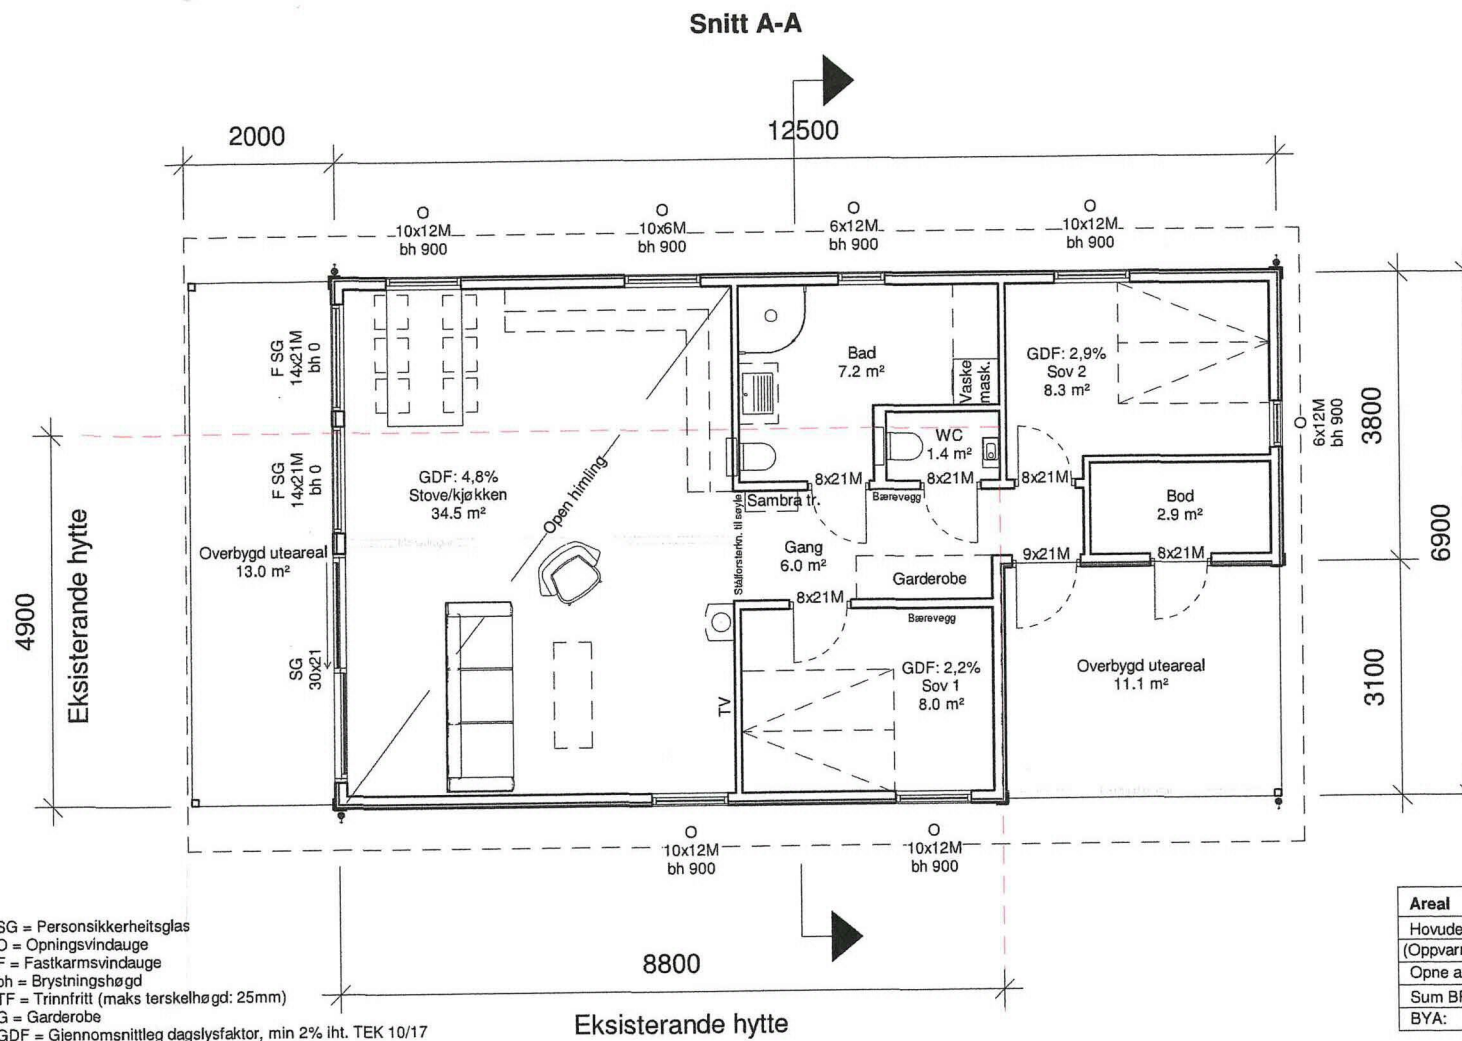 Snitt A-A
2000
12500
O
10x12M
bh 900
O
10x6M
bh 900
O
6x12M
bh 900
O
10x12M
bh 900
F SG
14x21M
bh 0
F SG
14x21M
bh 0
SG
30x21
GDF: 4,8%
Stove/kjøkken
34.5 m²
Open himling
Overbygd uteareal
13.0 m²
Bad
7.2 m²
Vaske
mask.
WC
1.4 m²
GDF: 2,9%
Sov 2
8.3 m²
O
6x12M
bh 900
8x21M
8x21M
8x21M
Sambra tr.
Bærevegg
Stålforsterkn. til søyle
Bod
2.9 m²
Gang
6.0 m²
Garderobe
9x21M
8x21M
8x21M
Bærevegg
GDF: 2,2%
Sov 1
8.0 m²
TV
Overbygd uteareal
11.1 m²
3800
6900
3100
4900
Eksisterande hytte
O
10x12M
bh 900
O
10x12M
bh 900
8800
Eksisterande hytte
SG = Personsikkerheitsglas
O = Opningsvindauge
F = Fastkarmsvindauge
bh = Brystningshøgd
TF = Trinnfritt (maks terskelhøgd: 25mm)
G = Garderobe
GDF = Gjennomsnittleg dagslysfaktor, min 2% iht. TEK 10/17
Areal
Hovude
(Oppvarr
Opne a
Sum BR
BYA: